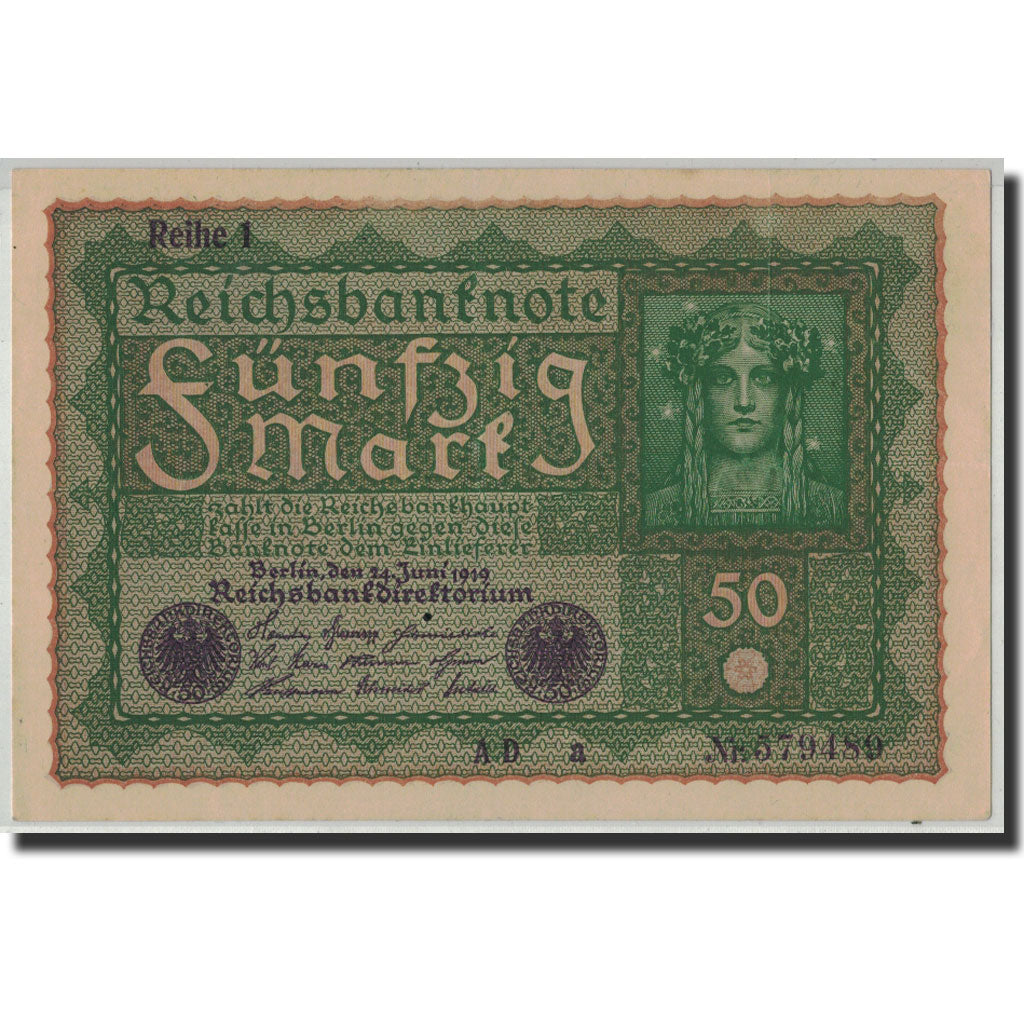 Reihe 1
Reichsbanknote
Fünfzig
Mark
zahlt die Reichsbankhaupt
kasse in Berlin gegen diese
Banknote dem Einlieferer
Berlin, den 24. Juni 1919
Reichsbankdirektorium
50
A D a
Nr. 579489